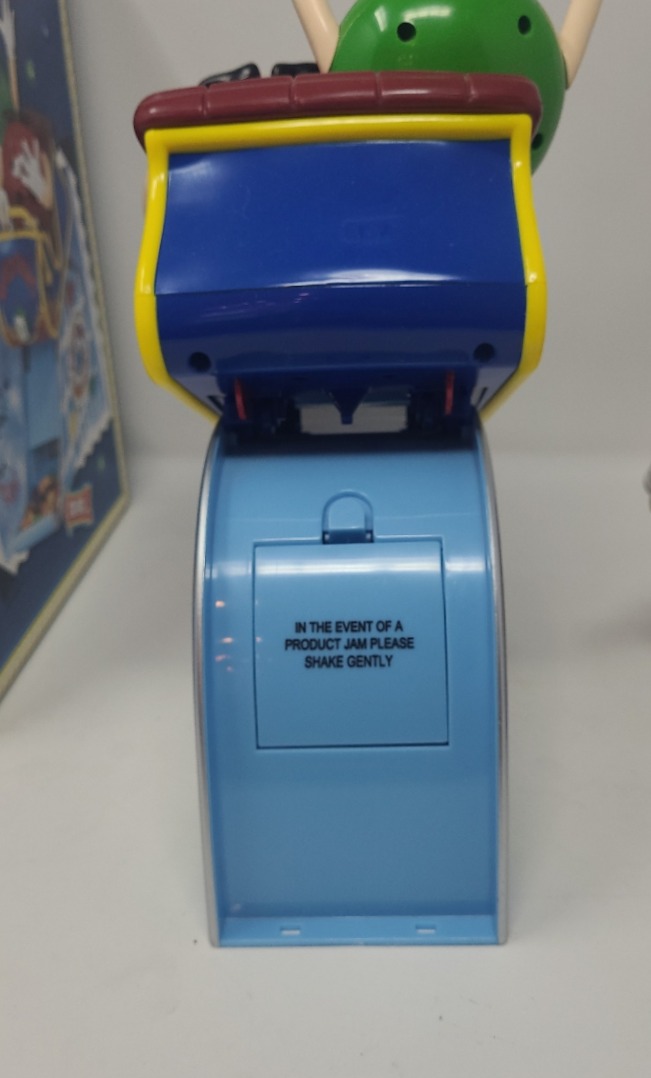 IN THE EVENT OF A
PRODUCT JAM PLEASE
SHAKE GENTLY